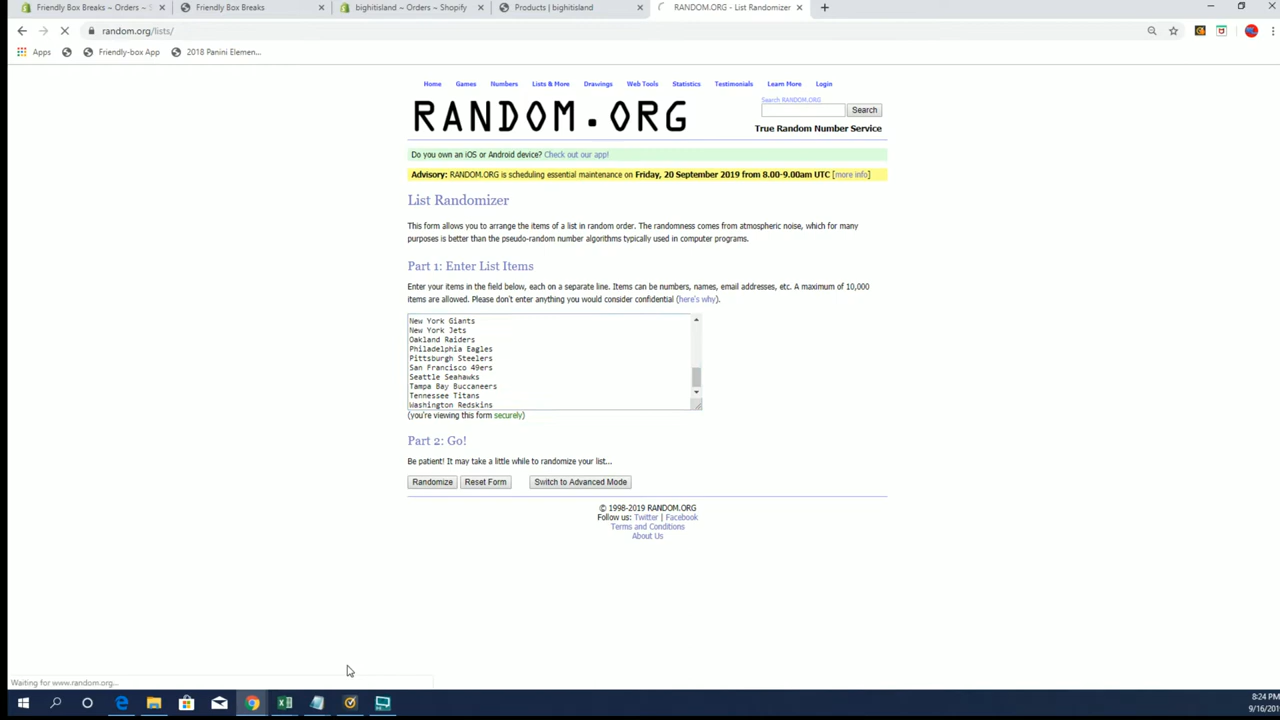 Friendly Box Breaks ~ Orders ~ S
Friendly Box Breaks
bighitisland ~ Orders ~ Shopify
Products | bighitisland
RANDOM.ORG - List Randomizer
random.org/lists/
Apps
Friendly-box App
2018 Panini Elemen...
Home Games Numbers Lists & More Drawings Web Tools Statistics Testimonials Learn More Login
RANDOM.ORG
Search RANDOM.ORG
Search
True Random Number Service
Do you own an iOS or Android device? Check out our app!
Advisory: RANDOM.ORG is scheduling essential maintenance on Friday, 20 September 2019 from 8.00-9.00am UTC [more info]
List Randomizer
This form allows you to arrange the items of a list in random order. The randomness comes from atmospheric noise, which for many
purposes is better than the pseudo-random number algorithms typically used in computer programs.
Part 1: Enter List Items
Enter your items in the field below, each on a separate line. Items can be numbers, names, email addresses, etc. A maximum of 10,000
items are allowed. Please don't enter anything you would consider confidential (here's why).
New York Giants
New York Jets
Oakland Raiders
Philadelphia Eagles
Pittsburgh Steelers
San Francisco 49ers
Seattle Seahawks
Tampa Bay Buccaneers
Tennessee Titans
Washington Redskins
(you're viewing this form securely)
Part 2: Go!
Be patient! It may take a little while to randomize your list...
Randomize Reset Form Switch to Advanced Mode
© 1998-2019 RANDOM.ORG
Follow us: Twitter | Facebook
Terms and Conditions
About Us
Waiting for www.random.org...
8:24 PM
9/16/201